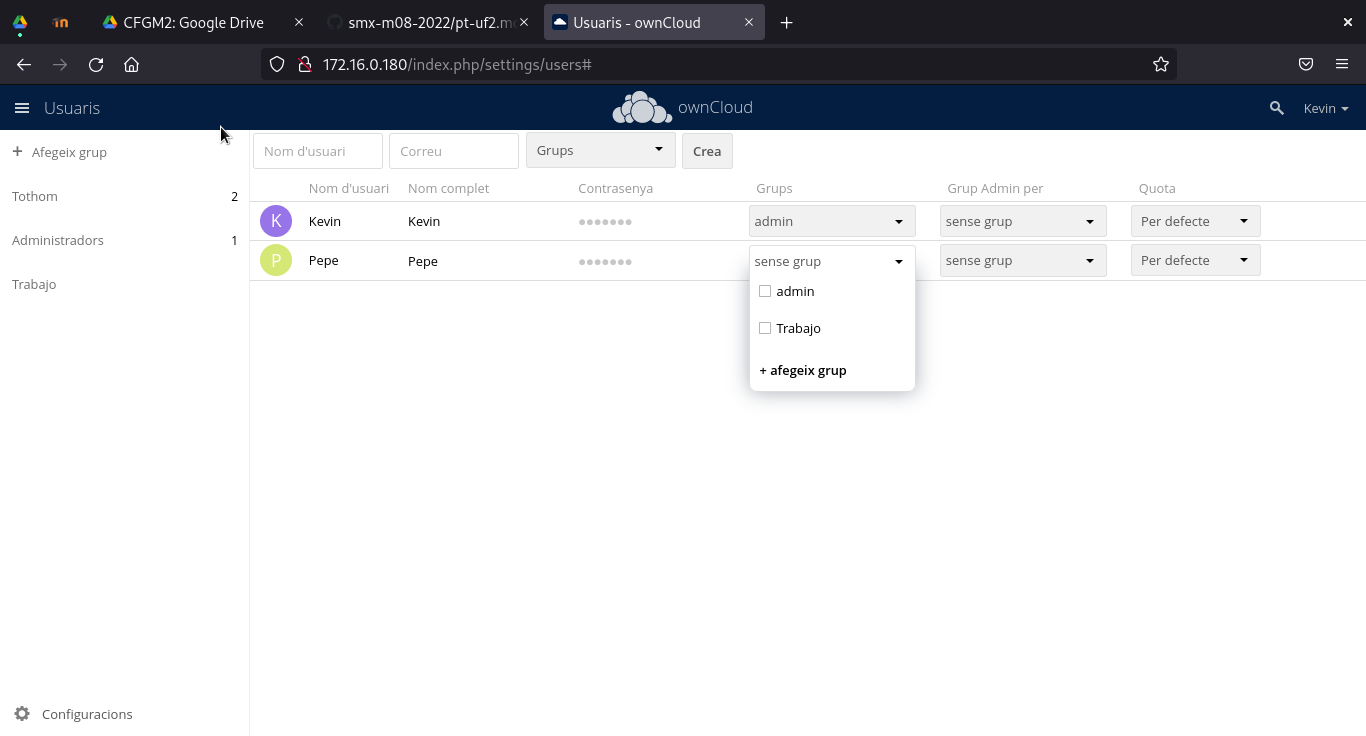 CFGM2: Google Drive
smx-m08-2022/pt-uf2.m
Usuaris - ownCloud
172.16.0.180/index.php/settings/users#
Usuaris
ownCloud
Kevin
+ Afegeix grup
Nom d'usuari
Correu
Grups
Crea
Tothom 2
Administradors 1
Trabajo
Nom d'usuari Nom complet Contrasenya Grups Grup Admin per Quota
K Kevin Kevin ●●●●●●● admin sense grup Per defecte
P Pepe Pepe ●●●●●●● sense grup sense grup Per defecte
admin
Trabajo
+ afegeix grup
Configuracions